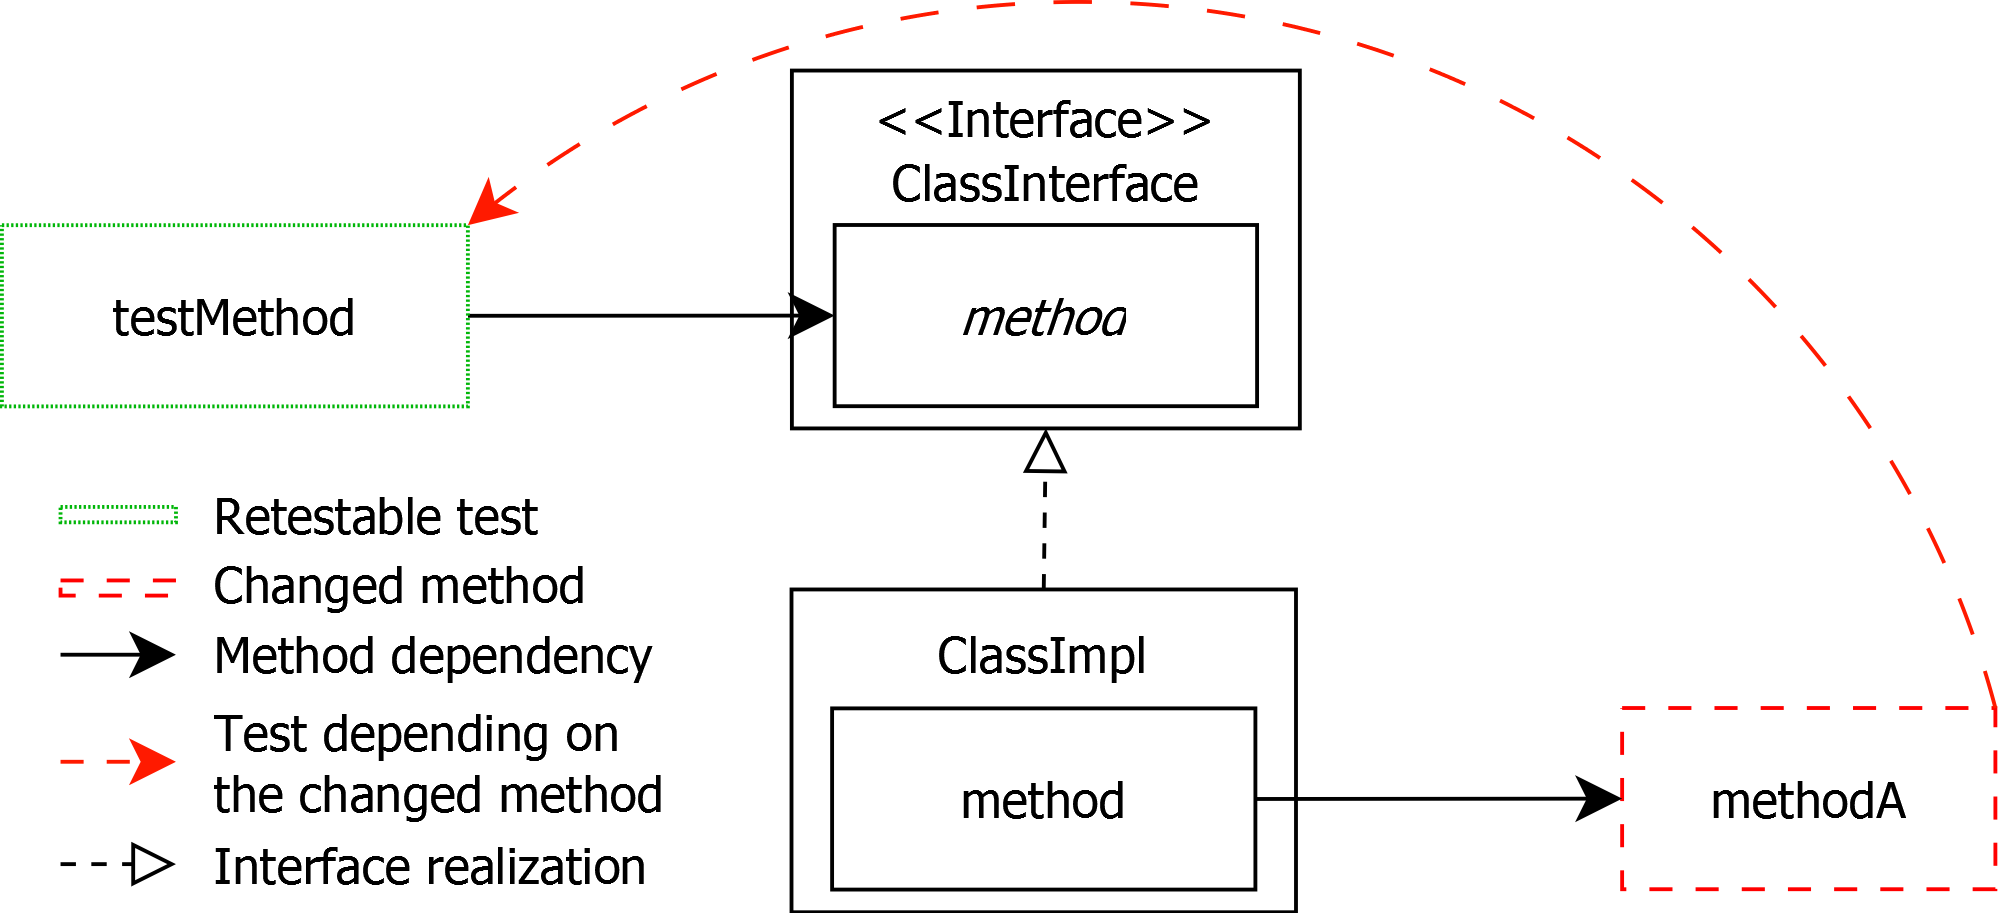 <<Interface>>
ClassInterface
testMethod
method
Retestable test
Changed method
Method dependency
Test depending on
the changed method
Interface realization
ClassImpl
method
methodA